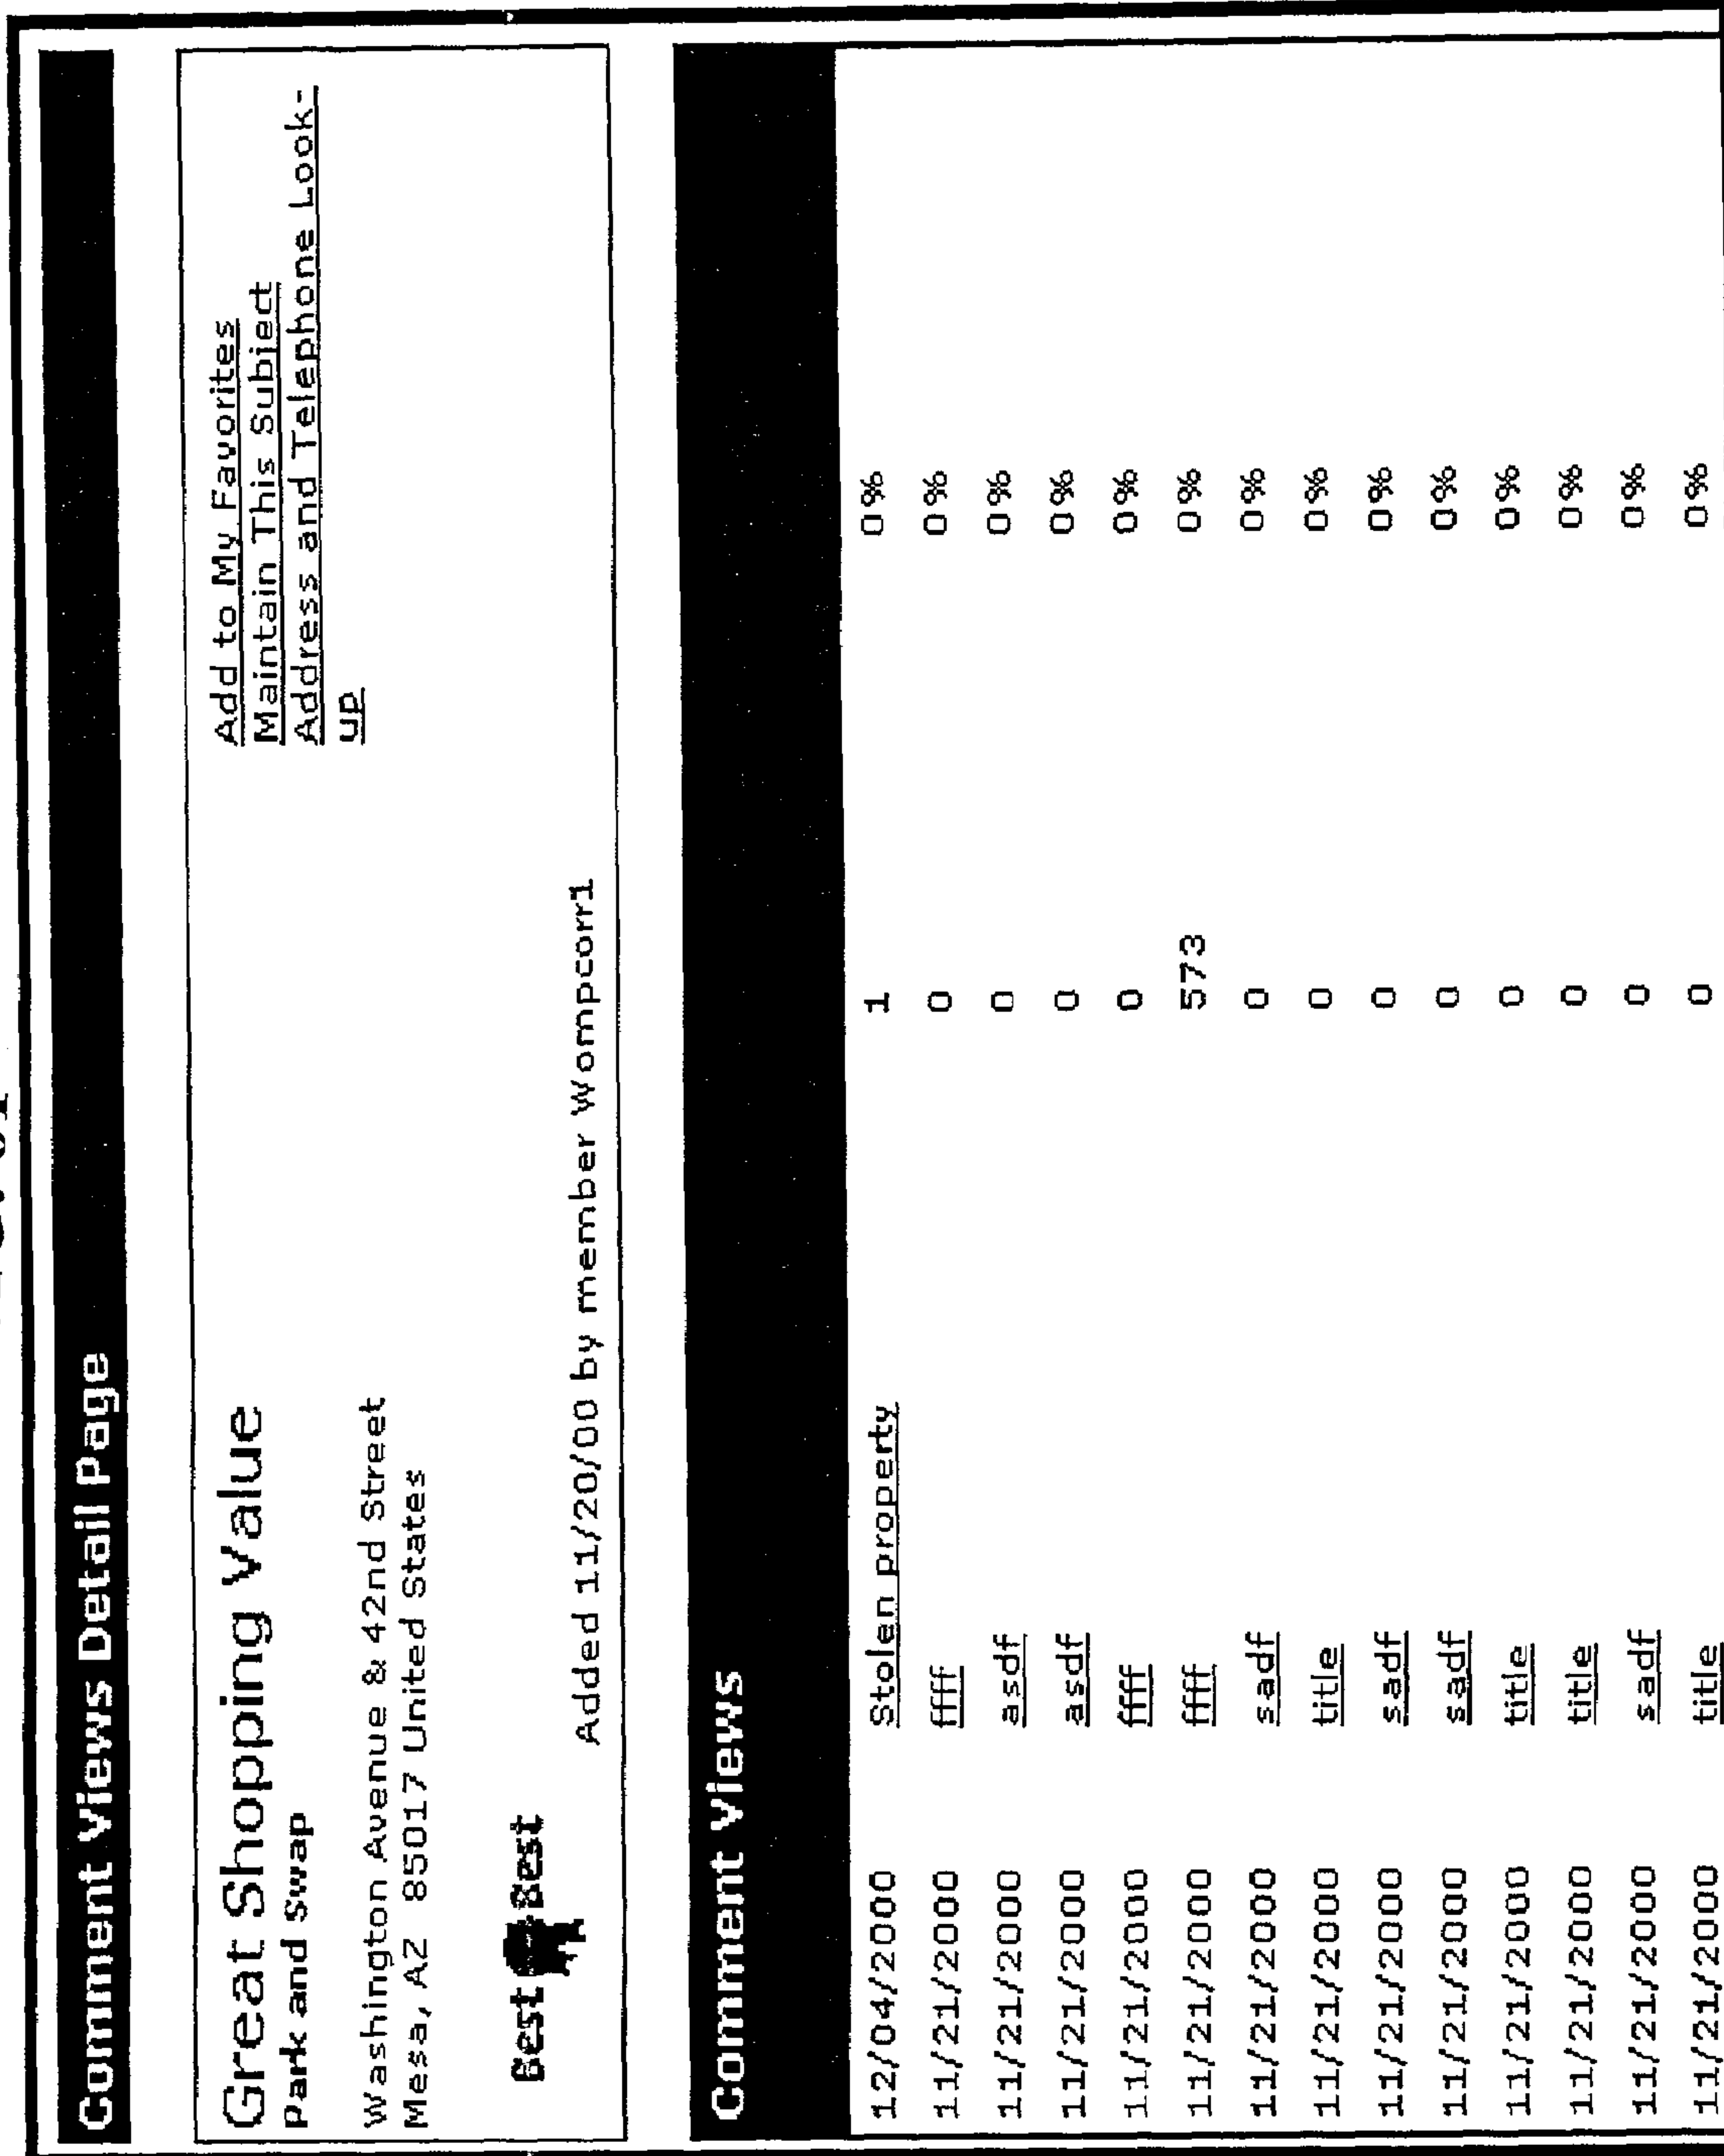 Comment Views Detail Page
Great Shopping Value
Park and Swap
Washington Avenue & 42nd Street
Mesa, AZ 85017 United States
Add to My Favorites
Maintain This Subject
Address and Telephone Look-
up
Best Best
Added 11/20/00 by member Wompcorr1
Comment Views
12/04/2000 Stolen property 1 0%
11/21/2000 ffff 0 0%
11/21/2000 asdf 0 0%
11/21/2000 asdf 0 0%
11/21/2000 ffff 0 0%
11/21/2000 ffff 573 0%
11/21/2000 sadf 0 0%
11/21/2000 title 0 0%
11/21/2000 sadf 0 0%
11/21/2000 sadf 0 0%
11/21/2000 title 0 0%
11/21/2000 title 0 0%
11/21/2000 sadf 0 0%
11/21/2000 title 0 0%